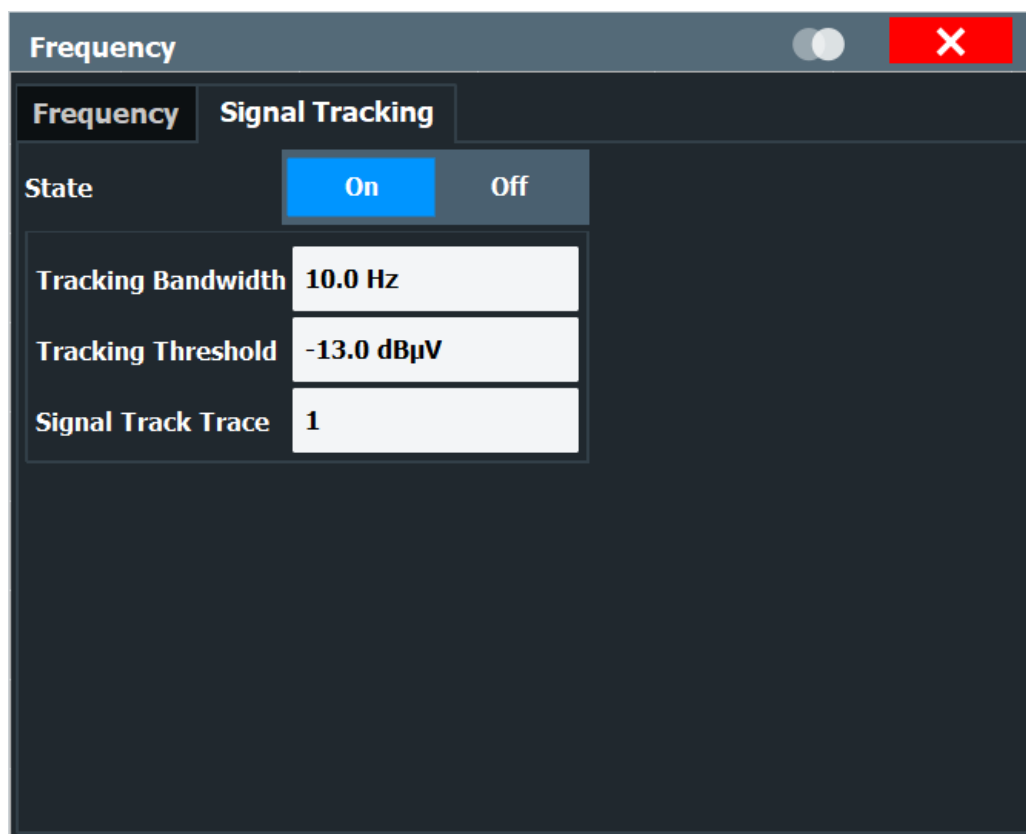 Frequency
Frequency Signal Tracking
State On Off
Tracking Bandwidth 10.0 Hz
Tracking Threshold -13.0 dBµV
Signal Track Trace 1